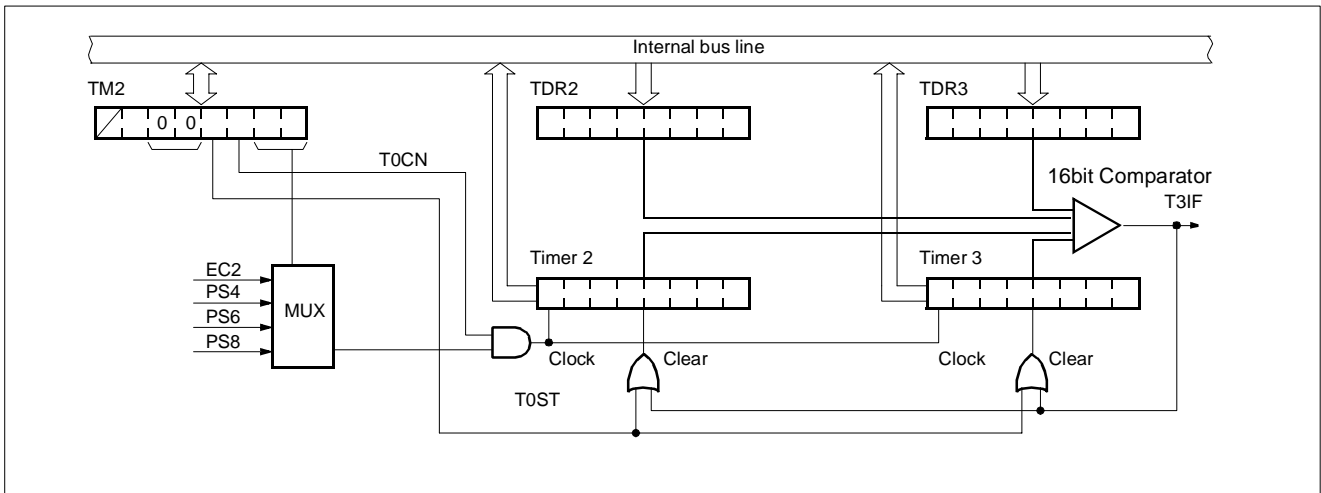 Internal bus line
TM2
TDR2
TDR3
0 0
T0CN
16bit Comparator
T3IF
Timer 2
Timer 3
EC2
PS4
PS6
PS8
MUX
Clock
Clear
Clock
Clear
T0ST